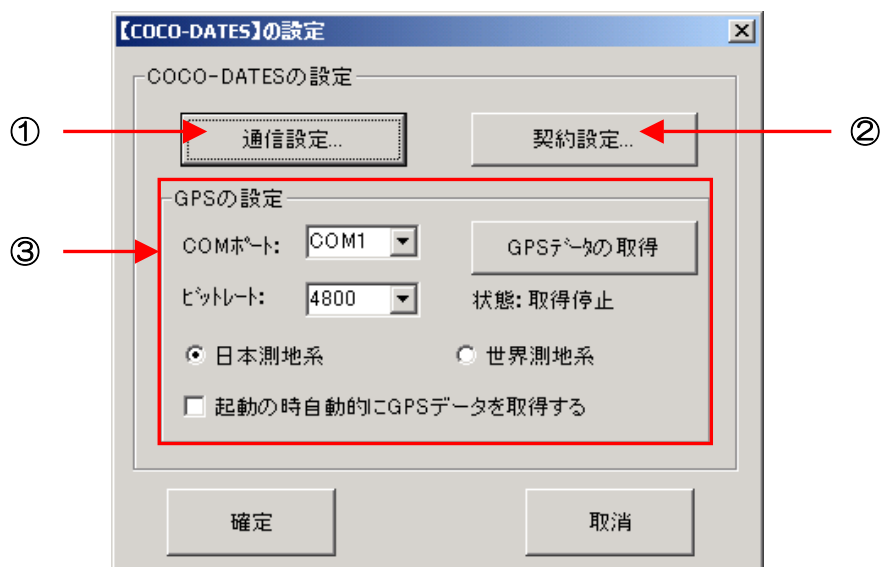 【COCO-DATES】の設定
COCO-DATESの設定
① 通信設定... 契約設定... ②
GPSの設定
③ COMﾎﾟｰﾄ: COM1 GPSﾃﾞｰﾀの取得
ﾋﾞｯﾄﾚｰﾄ: 4800 状態: 取得停止
日本測地系 世界測地系
起動の時自動的にGPSデータを取得する
確定 取消